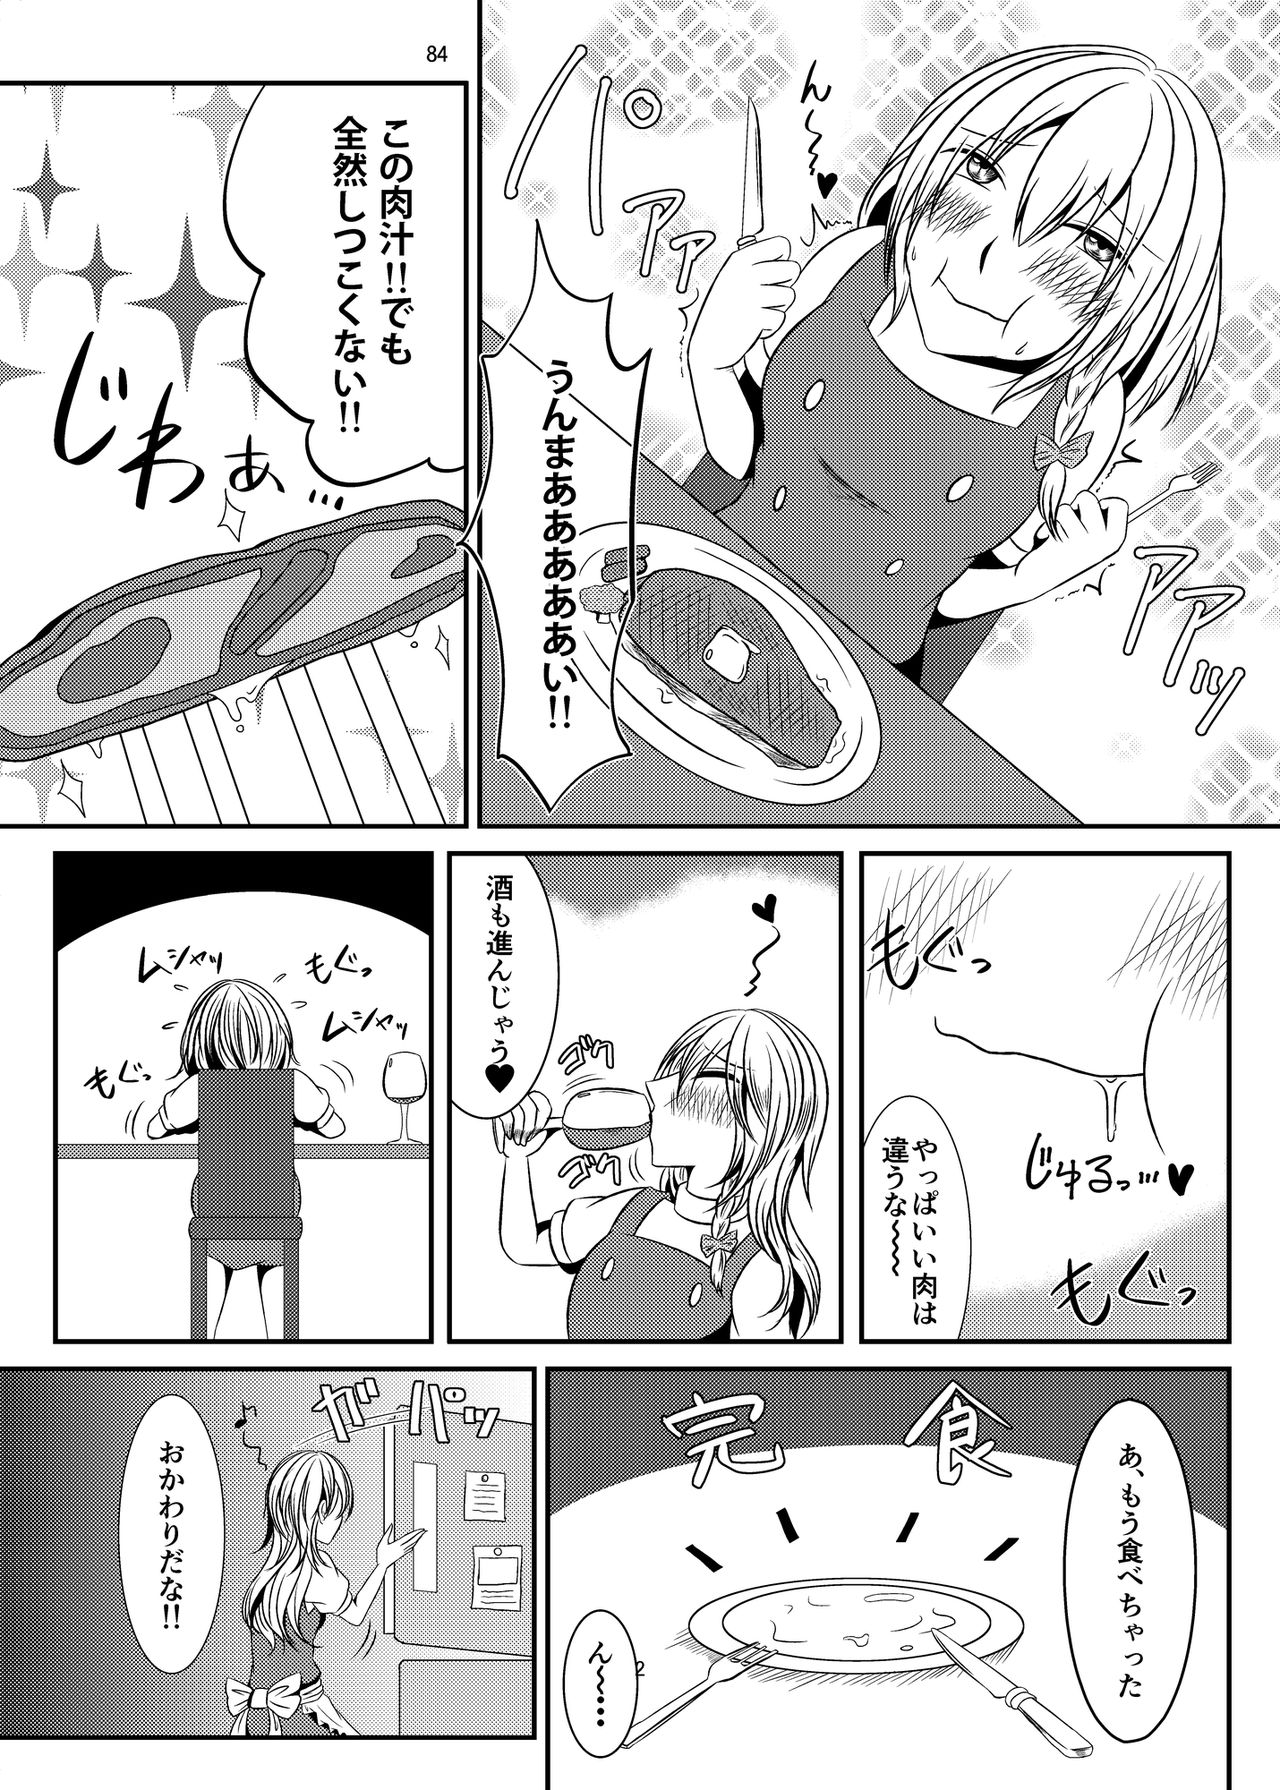 84
ん～
パアアアアァッ
うんまああああああい!!
この肉汁!!でも
全然しつこくない!!
じわぁ…
もぐっ
じゅるっ…
やっぱいい肉は
違うな～～
もぐっ
酒も進んじゃう♥
ゴク
ゴク
もぐっ
ムシャッ
ムシャッ
もぐっ
あ、もう食べちゃった
完食
ん～…
2
ガパッ
おかわりだな!!